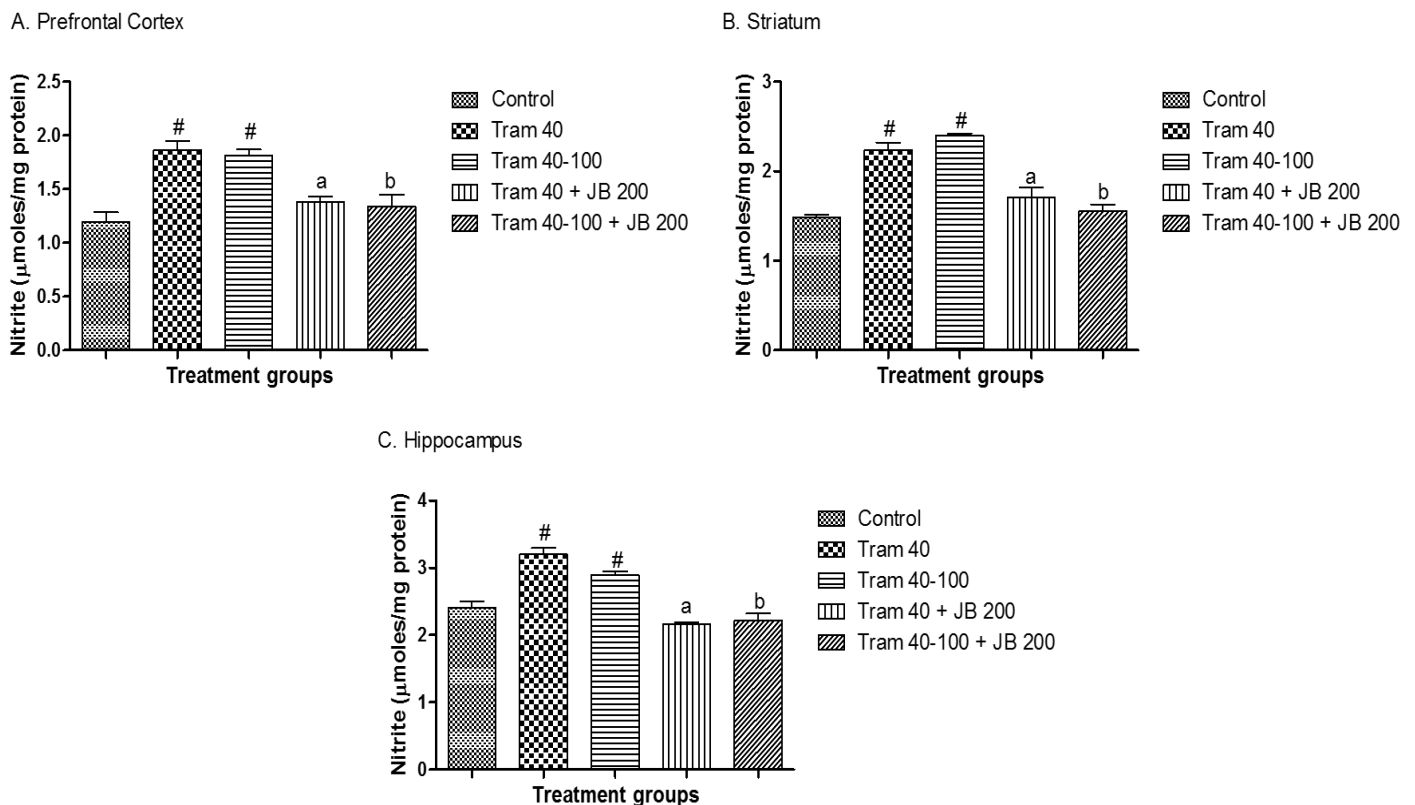 A. Prefrontal Cortex
Nitrite (μmoles/mg protein)
2.5
2.0
1.5
1.0
0.5
0.0
#
#
a
b
Treatment groups
Control
Tram 40
Tram 40-100
Tram 40 + JB 200
Tram 40-100 + JB 200
B. Striatum
Nitrite (μmoles/mg protein)
3
2
1
0
#
#
a
b
Treatment groups
Control
Tram 40
Tram 40-100
Tram 40 + JB 200
Tram 40-100 + JB 200
C. Hippocampus
Nitrite (μmoles/mg protein)
4
3
2
1
0
#
#
a
b
Treatment groups
Control
Tram 40
Tram 40-100
Tram 40 + JB 200
Tram 40-100 + JB 200